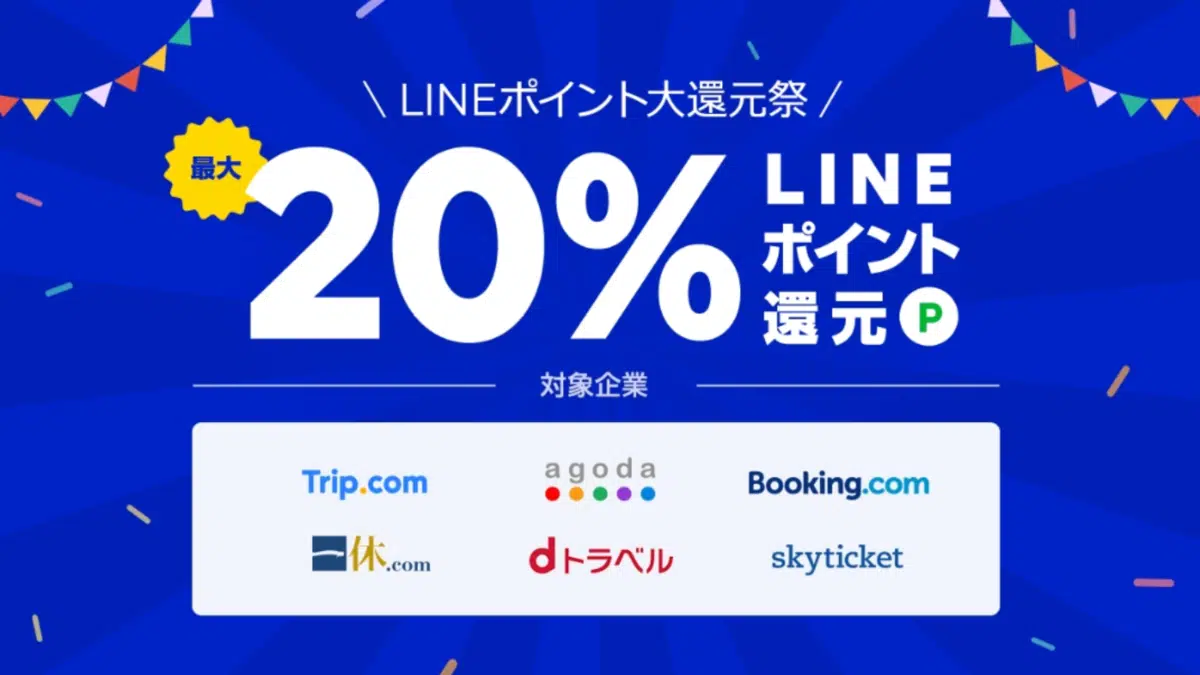 \ LINEポイント大還元祭 /
最大
20%
LINE
ポイント
還元 P
対象企業
Trip.com
agoda
Booking.com
一休.com
dトラベル
skyticket